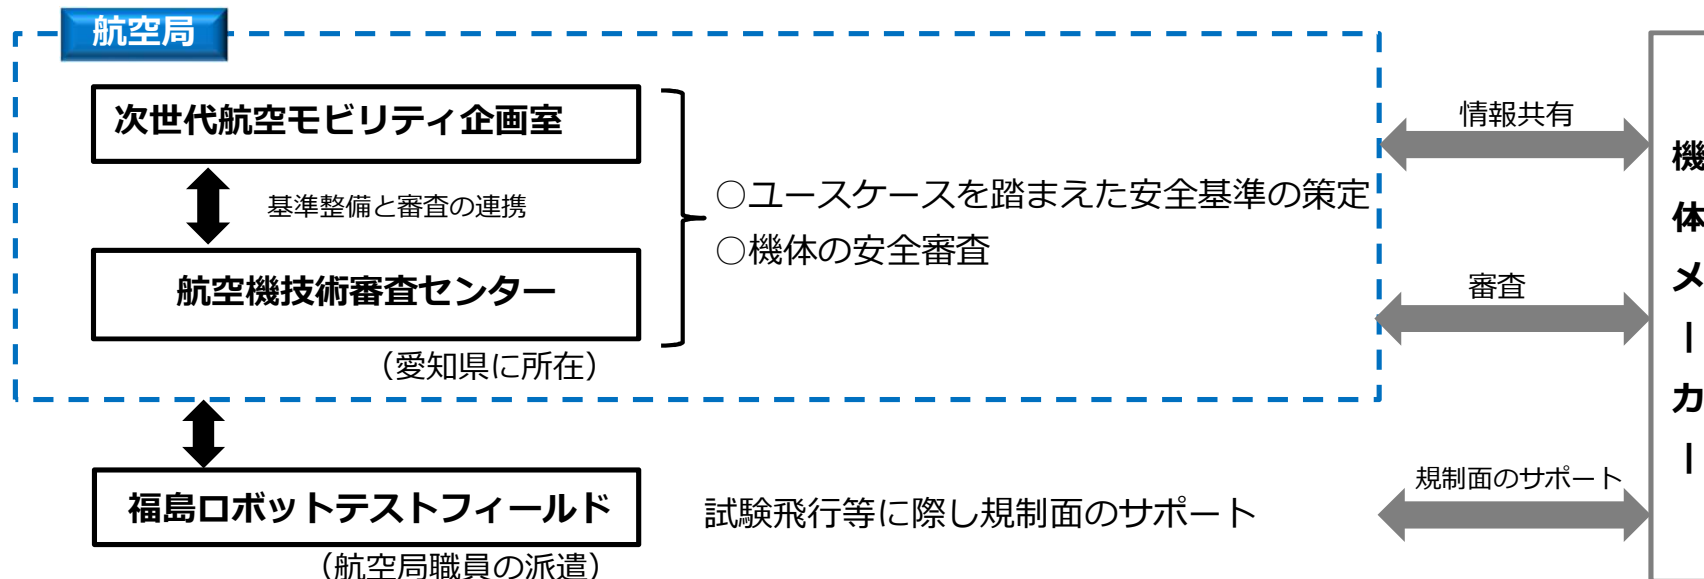 航空局
次世代航空モビリティ企画室
基準整備と審査の連携
航空機技術審査センター
（愛知県に所在）
○ユースケースを踏まえた安全基準の策定
○機体の安全審査
情報共有
審査
福島ロボットテストフィールド
（航空局職員の派遣）
試験飛行等に際し規制面のサポート
規制面のサポート
機体メーカー